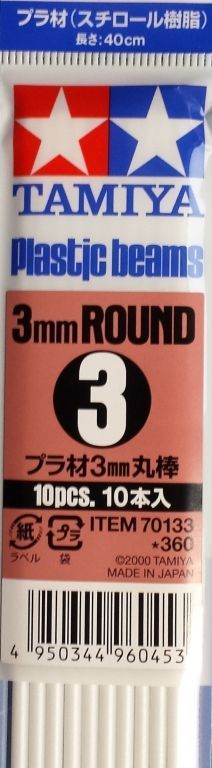 プラ材(スチロール樹脂)
長さ:40cm
TAMIYA
Plastic beams
3mm ROUND
3
プラ材3mm丸棒
10pcs. 10本入
紙 プラ ITEM 70133
ラベル 袋 *360
©2000 TAMIYA
MADE IN JAPAN
4 950344 960453